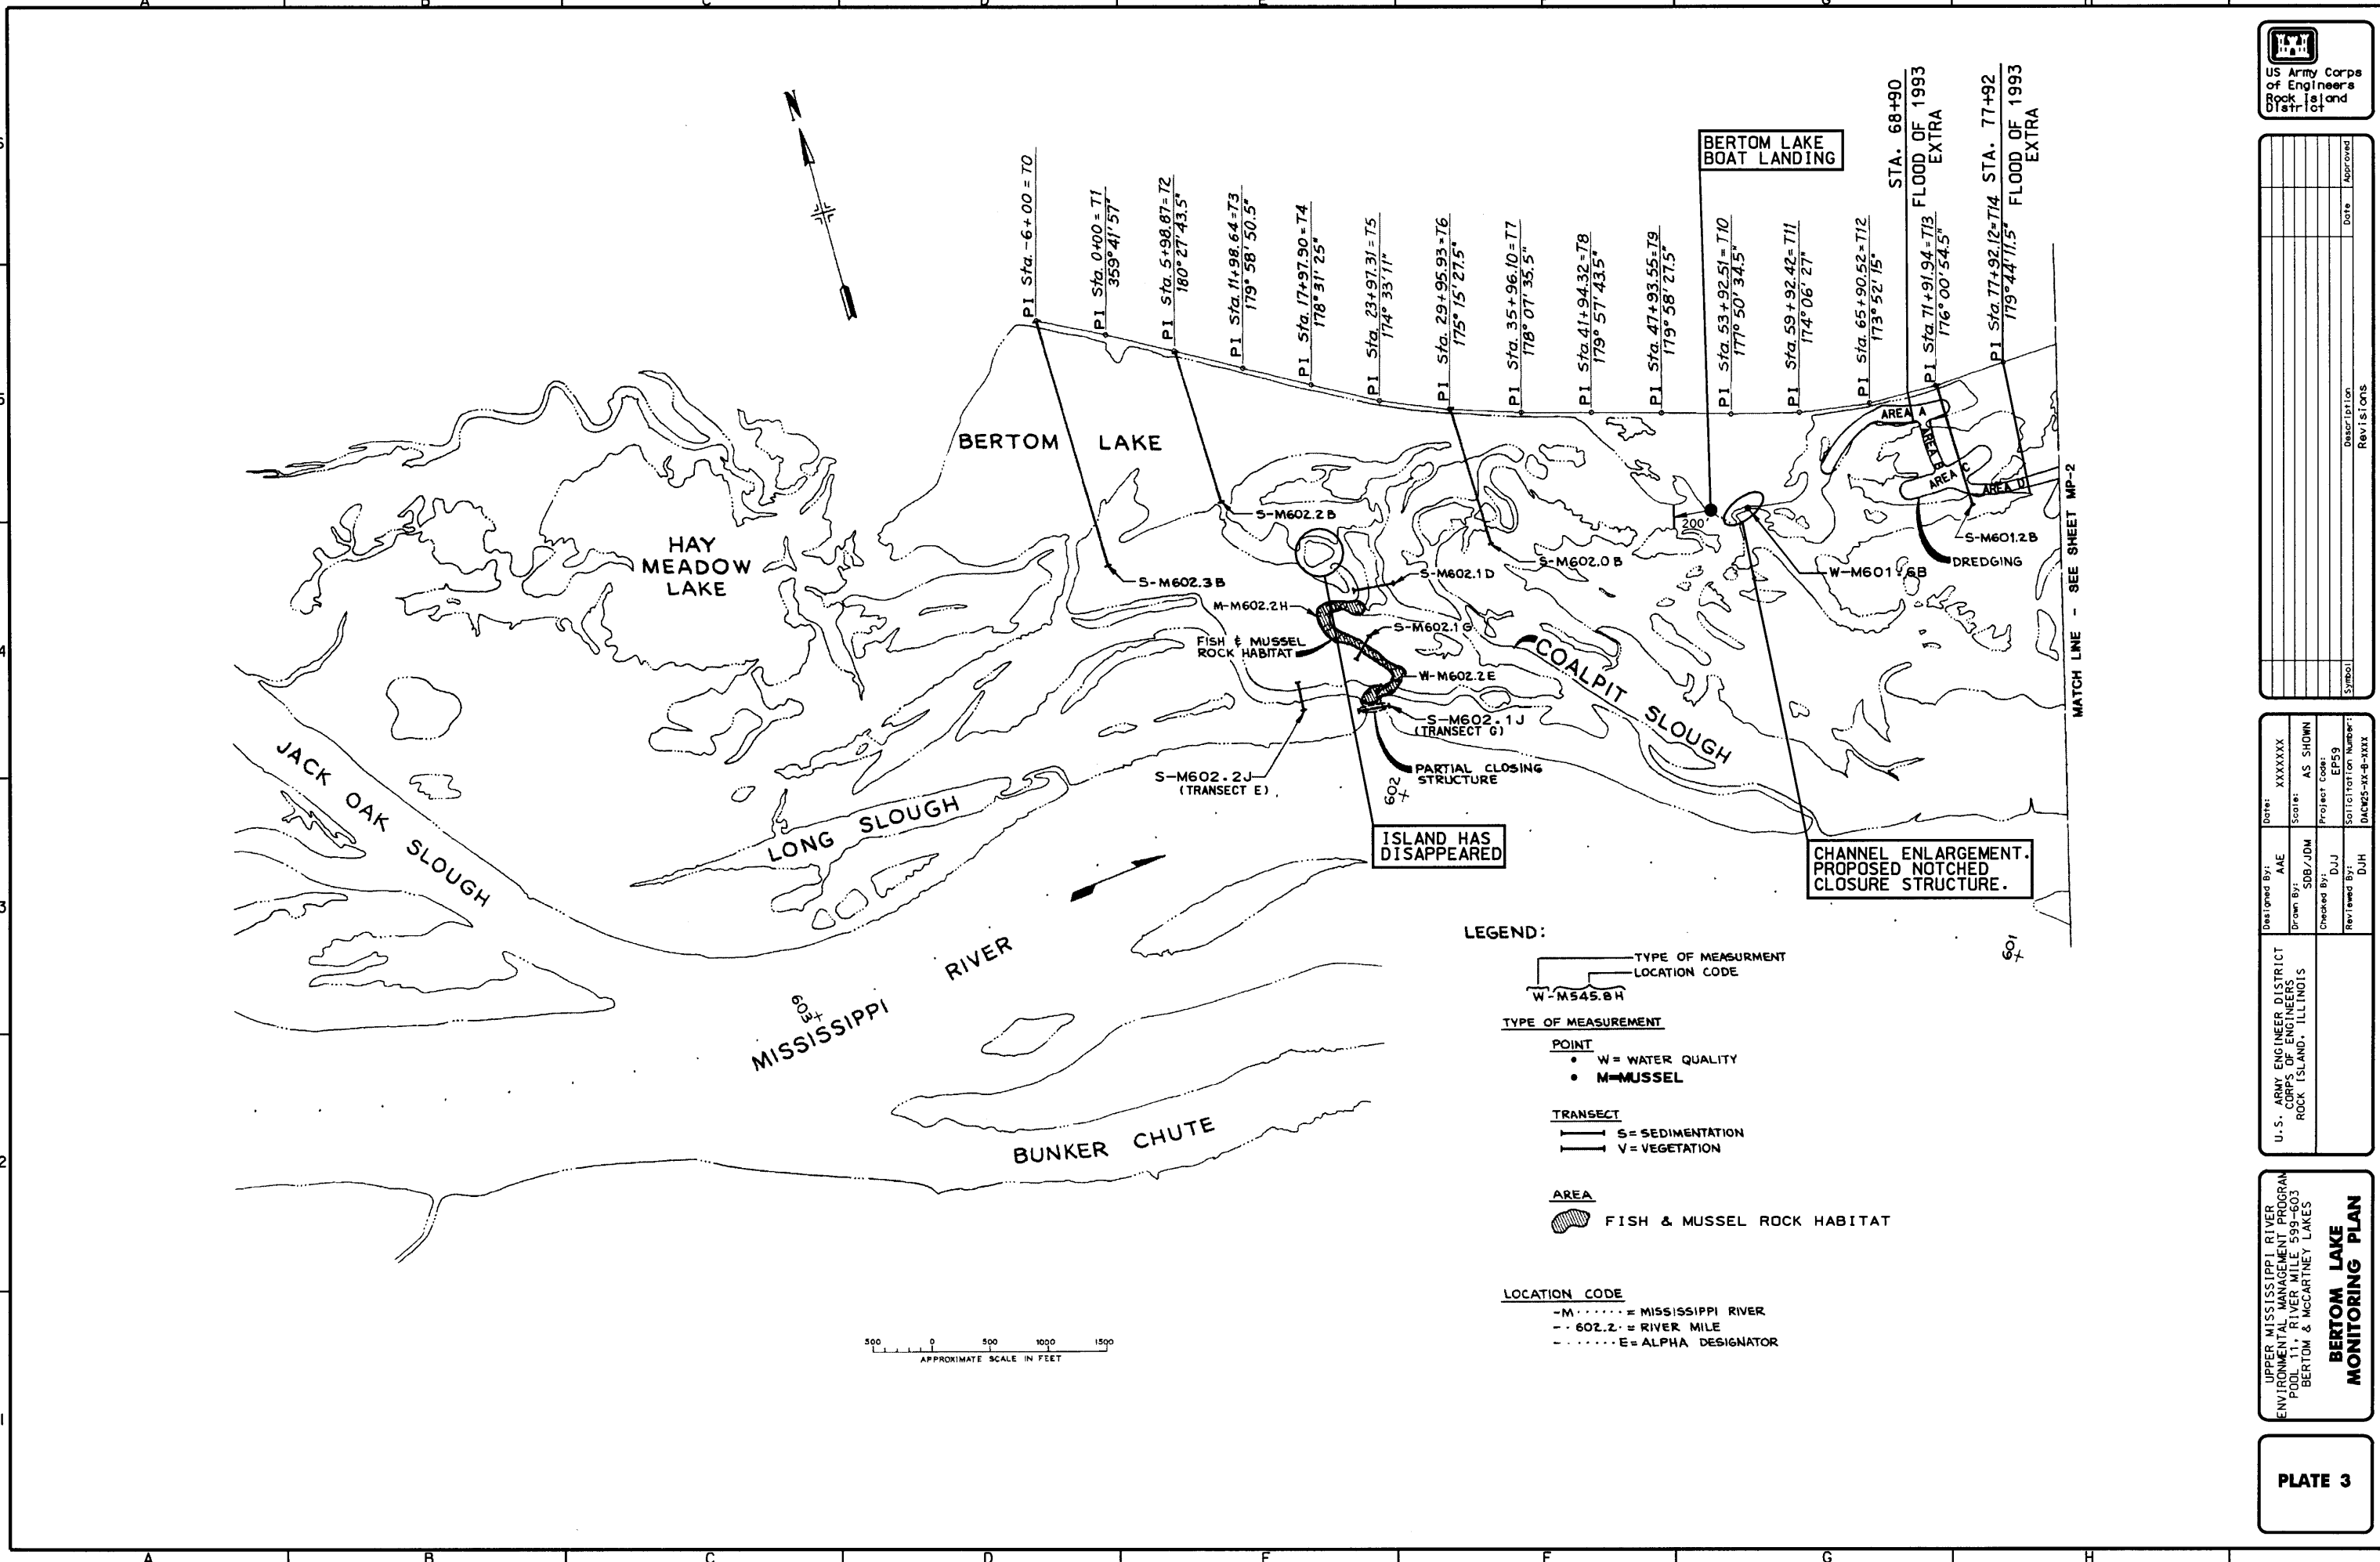 A B C D E F G H
US Army Corps
of Engineers
Rock Island
District
N
PI Sta. -6+00 = T0
PI Sta. 0+00 = T1
359° 41' 57"
PI Sta. 5+98.87=T2
180° 27' 43.5"
PI Sta. 11+98.64=T3
179° 58' 50.5"
PI Sta. 17+97.90=T4
178° 31' 25"
PI Sta. 23+97.31=T5
174° 33' 11"
PI Sta. 29+95.93=T6
175° 15' 27.5"
PI Sta. 35+96.10=T7
178° 07' 35.5"
PI Sta. 41+94.32=T8
179° 57' 43.5"
PI Sta. 47+93.55=T9
179° 58' 27.5"
PI Sta. 53+92.51=T10
177° 50' 34.5"
PI Sta. 59+92.42=T11
174° 06' 27"
PI Sta. 65+90.52=T12
173° 52' 15"
STA. 68+90
FLOOD OF 1993
EXTRA
PI Sta. 71+91.94=T13
176° 00' 54.5"
PI Sta. 77+92.12=T14 STA. 77+92
179° 44' 11.5" FLOOD OF 1993
EXTRA
BERTOM LAKE
BOAT LANDING
BERTOM LAKE
AREA A
AREA B
AREA C
AREA D
HAY
MEADOW
LAKE
S-M602.3B
S-M602.2B
S-M602.1D
S-M602.0B
200'
W-M601.6B
S-M601.2B
DREDGING
M-M602.2H
S-M602.1G
FISH & MUSSEL
ROCK HABITAT
W-M602.2E
S-M602.1J
(TRANSECT G)
S-M602.2J
(TRANSECT E)
PARTIAL CLOSING
STRUCTURE
COALPIT SLOUGH
JACK OAK SLOUGH
LONG SLOUGH
602
ISLAND HAS
DISAPPEARED
CHANNEL ENLARGEMENT.
PROPOSED NOTCHED
CLOSURE STRUCTURE.
MATCH LINE - SEE SHEET MP-2
603
601
MISSISSIPPI RIVER
BUNKER CHUTE
LEGEND:
TYPE OF MEASURMENT
LOCATION CODE
W-M545.8H
TYPE OF MEASUREMENT
POINT
• W = WATER QUALITY
• M=MUSSEL
TRANSECT
S = SEDIMENTATION
V = VEGETATION
AREA
FISH & MUSSEL ROCK HABITAT
LOCATION CODE
-M · · · · · · = MISSISSIPPI RIVER
- · 602.2 · = RIVER MILE
- · · · · · · · E = ALPHA DESIGNATOR
500 0 500 1000 1500
APPROXIMATE SCALE IN FEET
Symbol Description Date Approved
Revisions
Designed By:
AAE
Date:
XXXXXXX
Drawn By:
SDB/JDM
Scale:
AS SHOWN
Checked By:
DJJ
Project Code:
EP59
Reviewed By:
DJH
Solicitation Number:
DACW25-XX-B-XXXX
U.S. ARMY ENGINEER DISTRICT
CORPS OF ENGINEERS
ROCK ISLAND, ILLINOIS
UPPER MISSISSIPPI RIVER
ENVIRONMENTAL MANAGEMENT PROGRAM
POOL 11, RIVER MILE 599-603
BERTOM & McCARTNEY LAKES
BERTOM LAKE
MONITORING PLAN
PLATE 3
5
4
3
2
1
A B C D E F G H